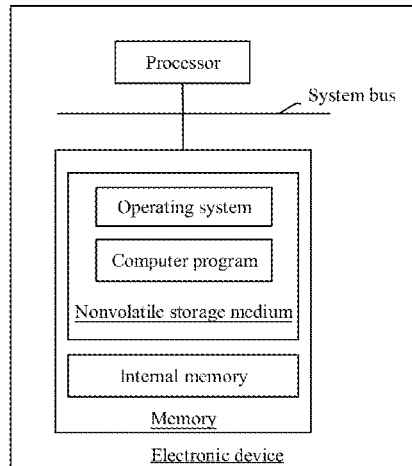 Processor
System bus
Operating system
Computer program
Nonvolatile storage medium
Internal memory
Memory
Electronic device